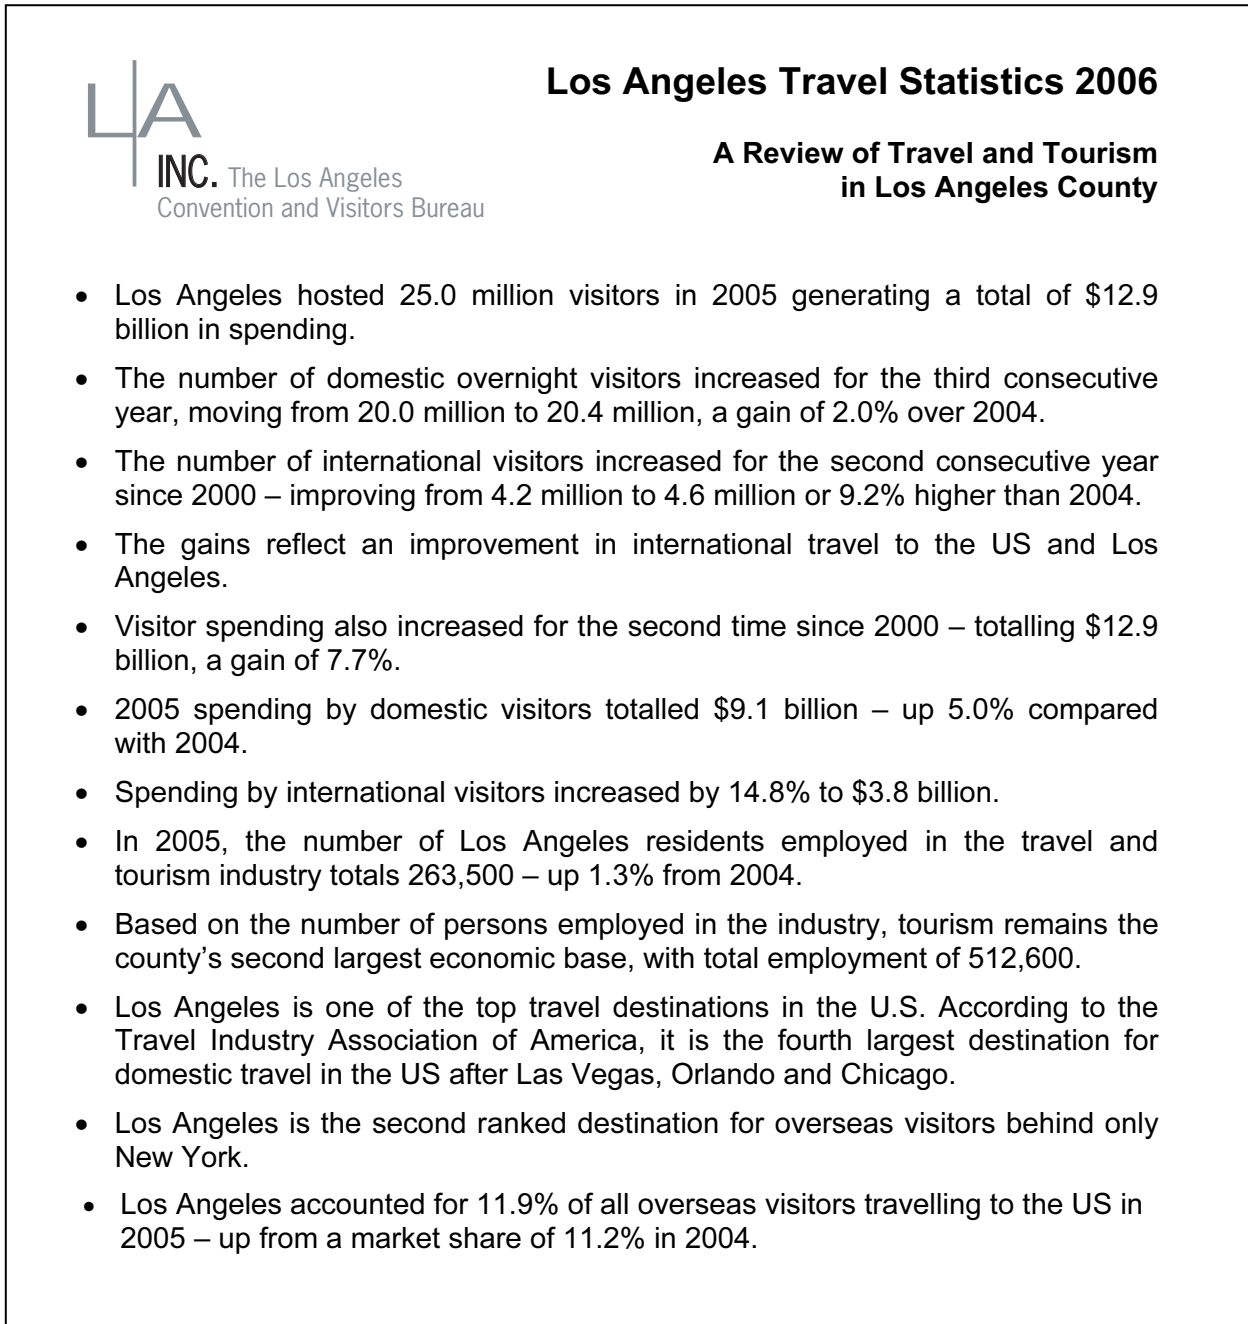 LA
INC. The Los Angeles
Convention and Visitors Bureau
Los Angeles Travel Statistics 2006
A Review of Travel and Tourism
in Los Angeles County
• Los Angeles hosted 25.0 million visitors in 2005 generating a total of $12.9
billion in spending.
• The number of domestic overnight visitors increased for the third consecutive
year, moving from 20.0 million to 20.4 million, a gain of 2.0% over 2004.
• The number of international visitors increased for the second consecutive year
since 2000 – improving from 4.2 million to 4.6 million or 9.2% higher than 2004.
• The gains reflect an improvement in international travel to the US and Los
Angeles.
• Visitor spending also increased for the second time since 2000 – totalling $12.9
billion, a gain of 7.7%.
• 2005 spending by domestic visitors totalled $9.1 billion – up 5.0% compared
with 2004.
• Spending by international visitors increased by 14.8% to $3.8 billion.
• In 2005, the number of Los Angeles residents employed in the travel and
tourism industry totals 263,500 – up 1.3% from 2004.
• Based on the number of persons employed in the industry, tourism remains the
county’s second largest economic base, with total employment of 512,600.
• Los Angeles is one of the top travel destinations in the U.S. According to the
Travel Industry Association of America, it is the fourth largest destination for
domestic travel in the US after Las Vegas, Orlando and Chicago.
• Los Angeles is the second ranked destination for overseas visitors behind only
New York.
• Los Angeles accounted for 11.9% of all overseas visitors travelling to the US in
2005 – up from a market share of 11.2% in 2004.